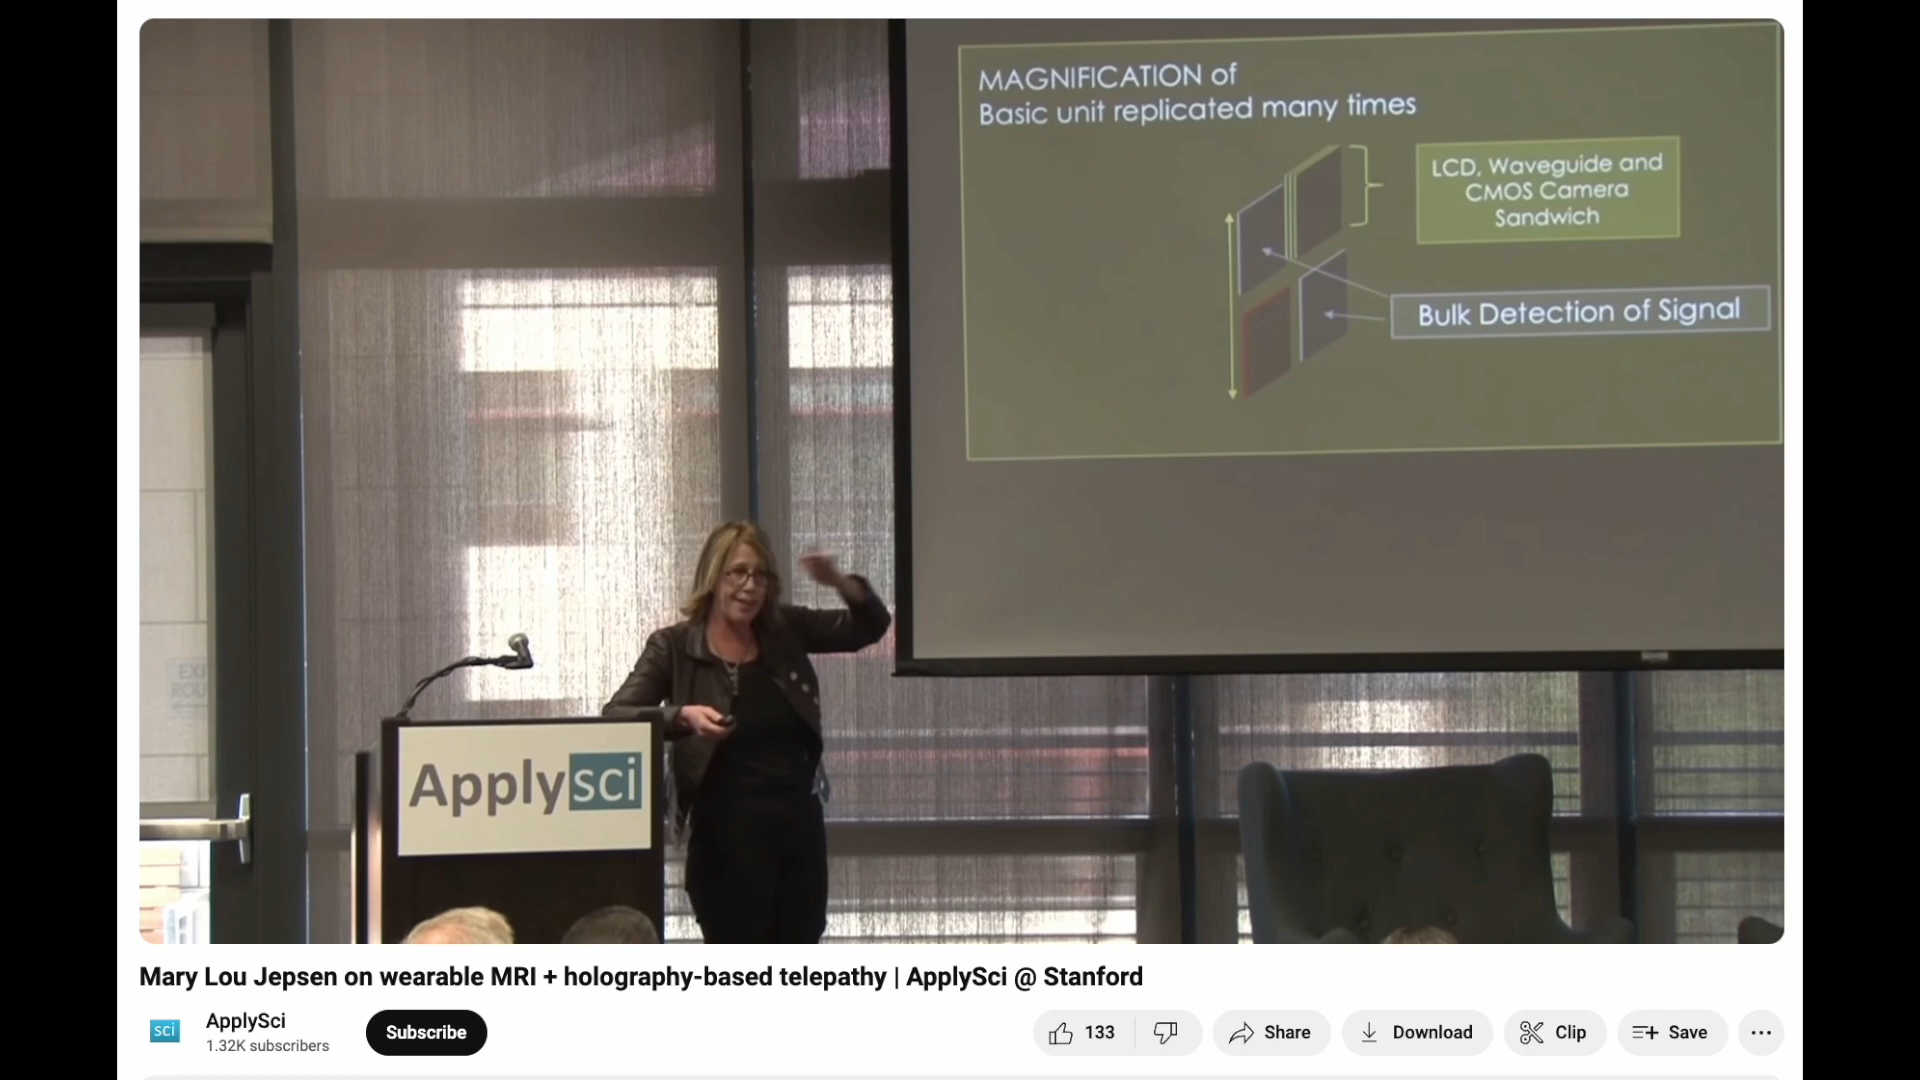 MAGNIFICATION of
Basic unit replicated many times
LCD, Waveguide and
CMOS Camera
Sandwich
Bulk Detection of Signal
EXI
ROU
Applysci
Mary Lou Jepsen on wearable MRI + holography-based telepathy | ApplySci @ Stanford
sci
ApplySci
1.32K subscribers
Subscribe
133
Share
Download
Clip
Save